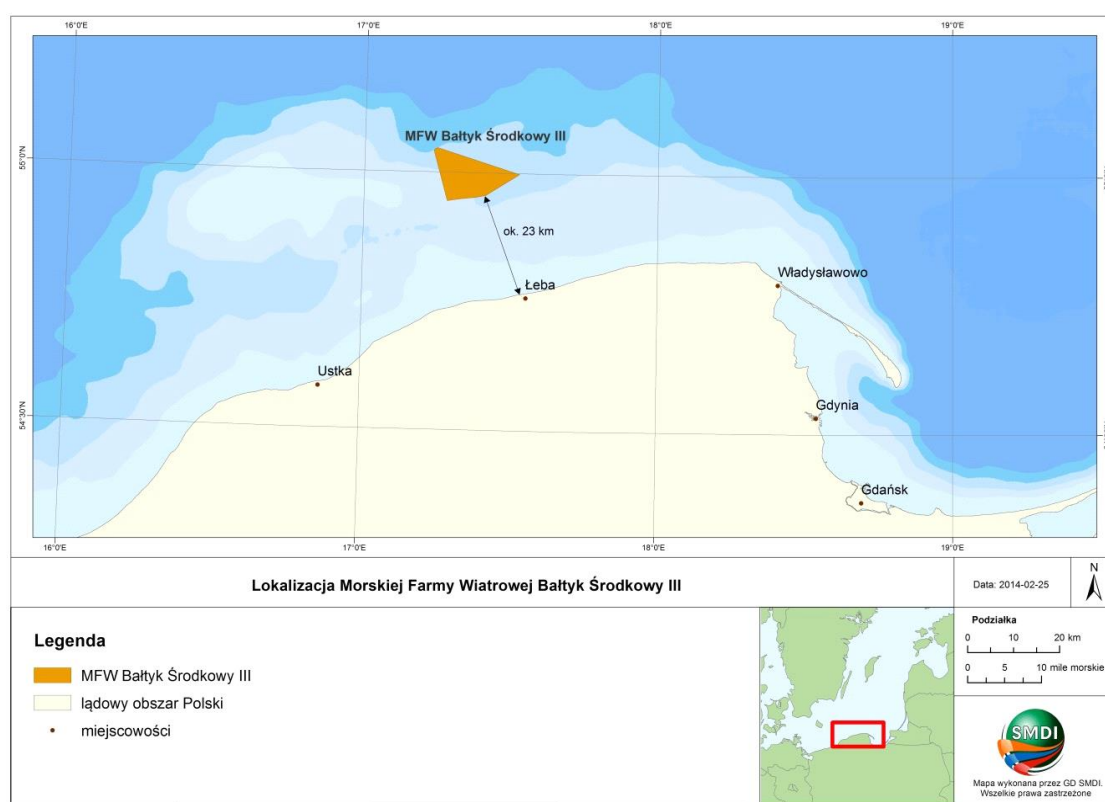 16°0'E 17°0'E 18°0'E 19°0'E
MFW Bałtyk Środkowy III
55°0'N
ok. 23 km
Władysławowo
Łeba
Ustka
Gdynia
54°30'N
Gdańsk
16°0'E 17°0'E 18°0'E 19°0'E
Lokalizacja Morskiej Farmy Wiatrowej Bałtyk Środkowy III
Data: 2014-02-25
N
Legenda
MFW Bałtyk Środkowy III
lądowy obszar Polski
miejscowości
Podziałka
0 10 20 km
0 5 10 mile morskie
SMDI
Mapa wykonana przez GD SMDI.
Wszelkie prawa zastrzeżone